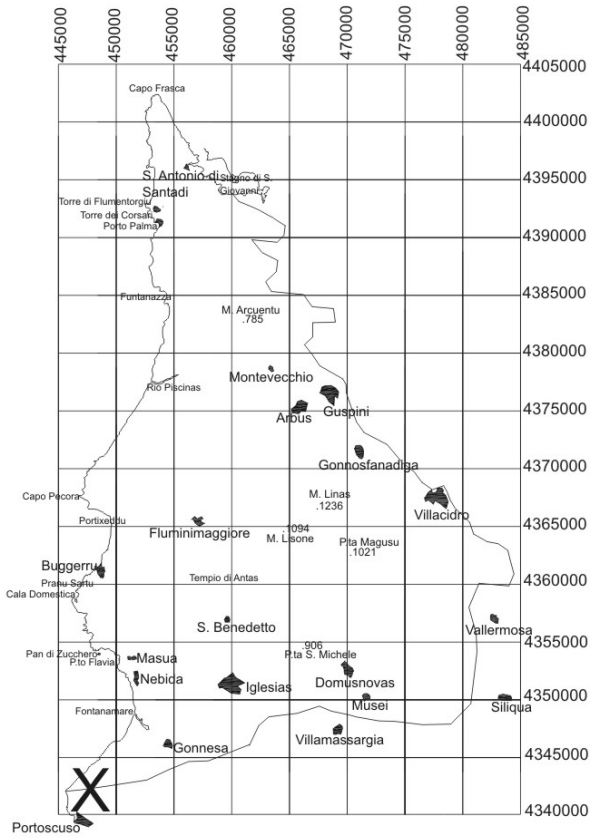 445000
450000
455000
460000
465000
470000
475000
480000
485000
4405000
Capo Frasca
4400000
S. Antonio di
Santadi
Stagno di S.
Giovanni
4395000
Torre di Flumentorgiu
Torre dei Corsari
Porto Palma
4390000
Funtanazza
4385000
M. Arcuentu
.785
4380000
Montevecchio
Rio Piscinas
4375000
Arbus
Guspini
Gonnosfanadiga
4370000
Capo Pecora
M. Linas
.1236
Villacidro
Portixeddu
Fluminimaggiore
4365000
.1094
M. Lisone
P.ta Magusu
.1021
Buggerru
Pranu Sartu
Cala Domestica
Tempio di Antas
4360000
S. Benedetto
Vallermosa
4355000
Pan di Zucchero
P.to Flavia
Masua
.906
P.ta S. Michele
Nebida
Iglesias
Domusnovas
4350000
Musei
Siliqua
Fontanamare
Gonnesa
Villamassargia
4345000
X
4340000
Portoscuso